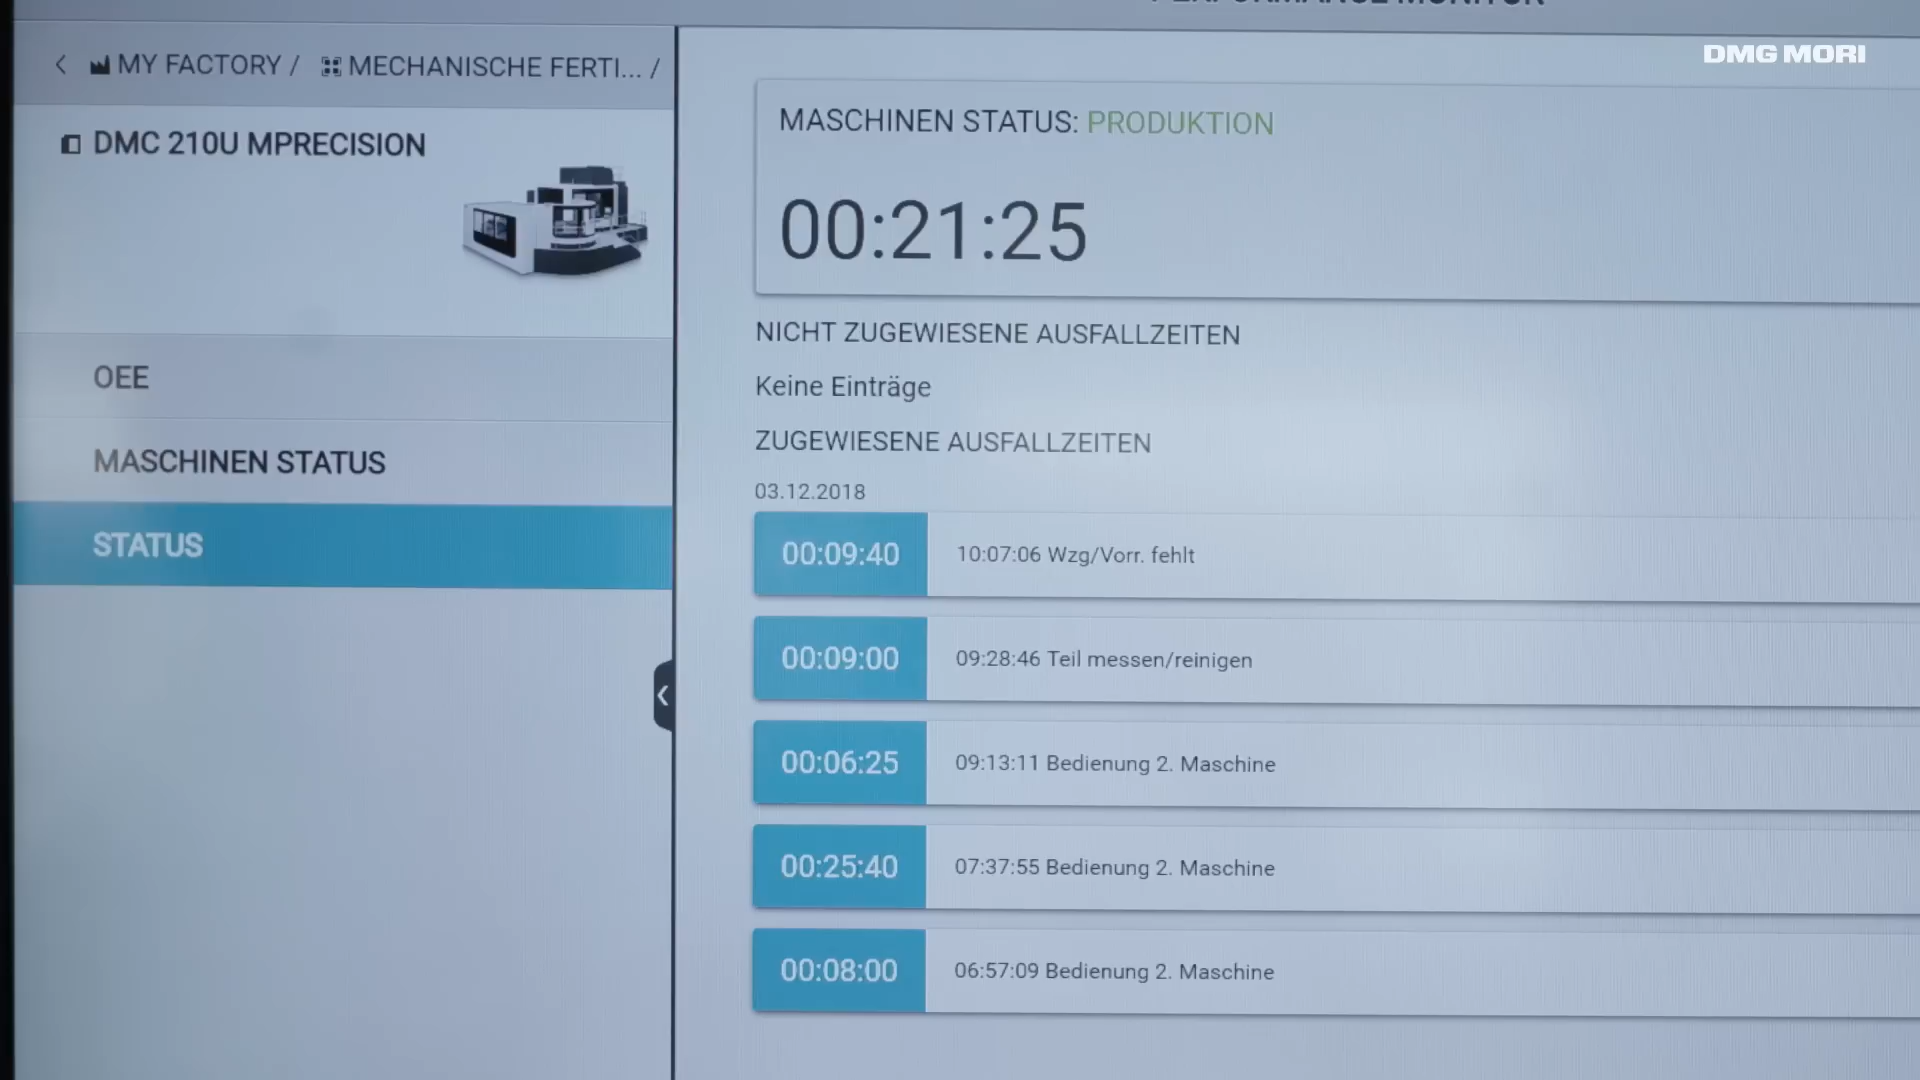 PERFORMANCE MONITOR
DMG MORI
MY FACTORY / MECHANISCHE FERTI... /
DMC 210U MPRECISION
OEE
MASCHINEN STATUS
STATUS
MASCHINEN STATUS: PRODUKTION
00:21:25
NICHT ZUGEWIESENE AUSFALLZEITEN
Keine Einträge
ZUGEWIESENE AUSFALLZEITEN
03.12.2018
00:09:40 10:07:06 Wzg/Vorr. fehlt
00:09:00 09:28:46 Teil messen/reinigen
00:06:25 09:13:11 Bedienung 2. Maschine
00:25:40 07:37:55 Bedienung 2. Maschine
00:08:00 06:57:09 Bedienung 2. Maschine